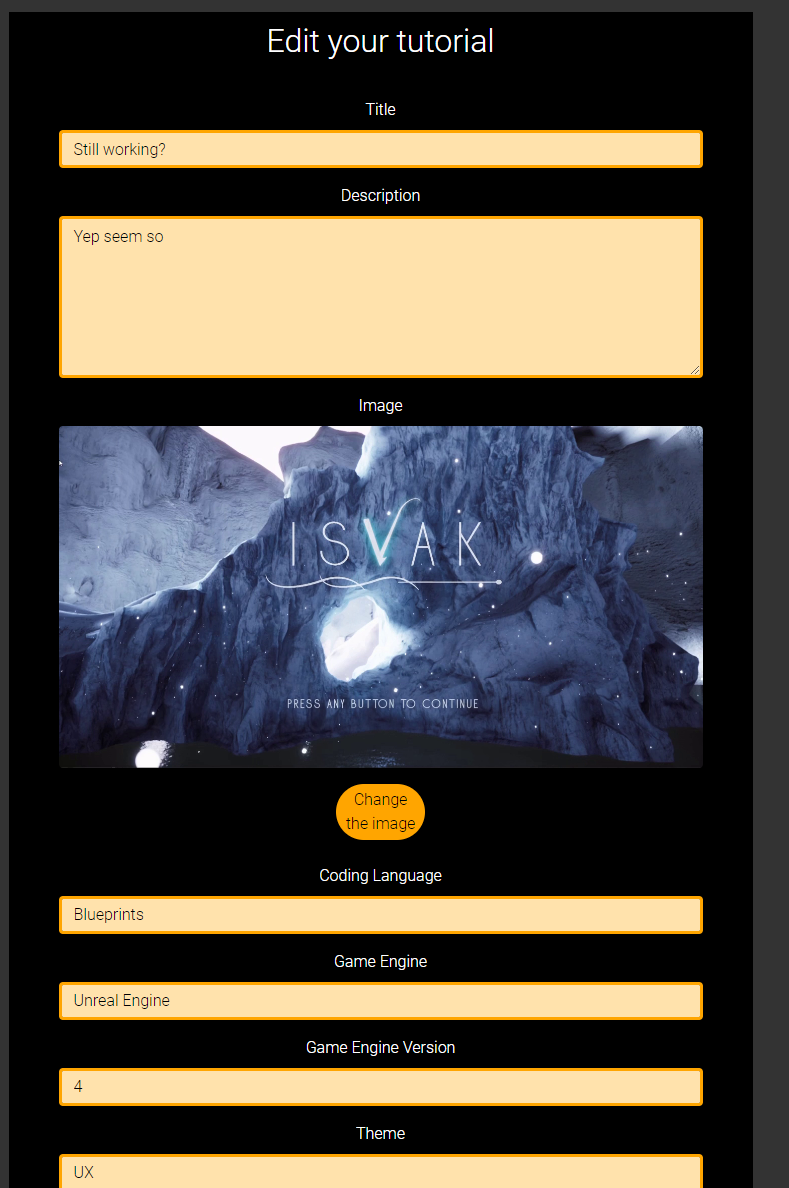 Edit your tutorial
Title
Still working?
Description
Yep seem so
Image
ISVAK
PRESS ANY BUTTON TO CONTINUE
Change
the image
Coding Language
Blueprints
Game Engine
Unreal Engine
Game Engine Version
4
Theme
UX